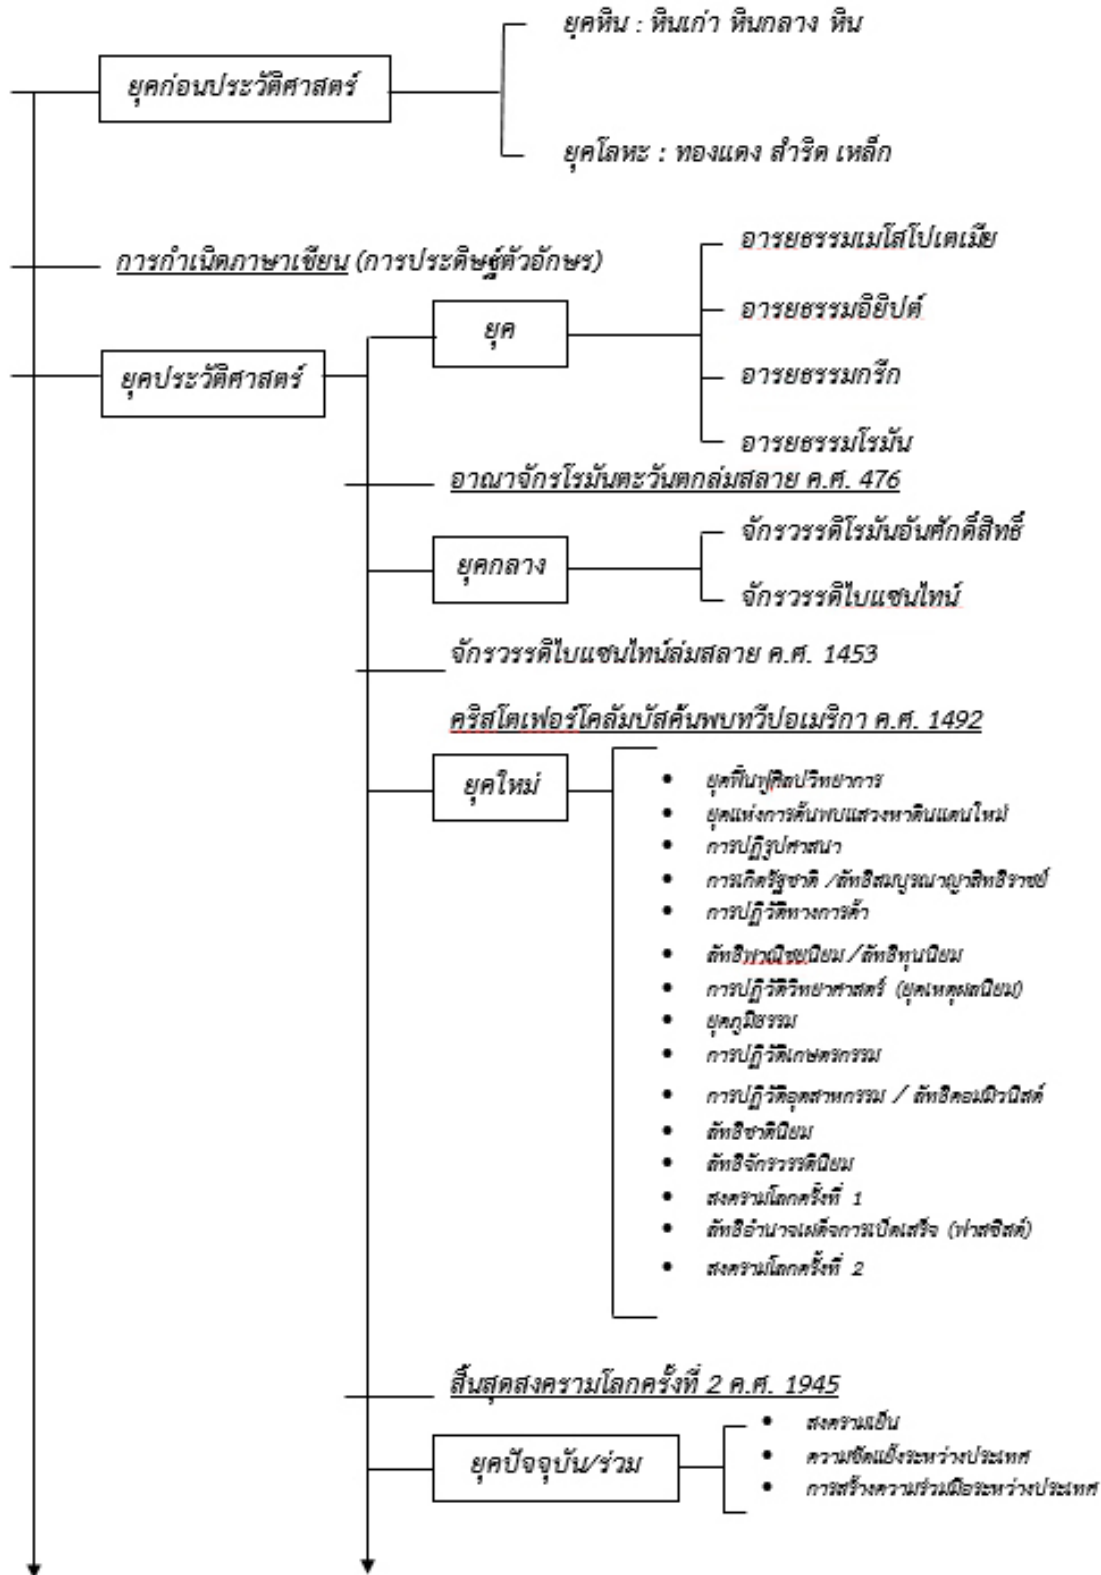 ยุคหิน : หินเก่า หินกลาง หิน
ยุคก่อนประวัติศาสตร์
ยุคโลหะ : ทองแดง สำริด เหล็ก
อารยธรรมเมโสโปเตเมีย
การกำเนิดภาษาเขียน (การประดิษฐ์ตัวอักษร)
อารยธรรมอิยิปต์
ยุค
ยุคประวัติศาสตร์
อารยธรรมกรีก
อารยธรรมโรมัน
อาณาจักรโรมันตะวันตกล่มสลาย ค.ศ. 476
จักรวรรดิโรมันอันศักดิ์สิทธิ์
ยุคกลาง
จักรวรรดิไบแซนไทน์
จักรวรรดิไบแซนไทน์ล่มสลาย ค.ศ. 1453
คริสโตเฟอร์โคลัมบัสค้นพบทวีปอเมริกา ค.ศ. 1492
ยุคใหม่
• ยุคฟื้นฟูศิลปวิทยาการ
• ยุคแห่งการค้นพบแสวงหาดินแดนใหม่
• การปฏิรูปศาสนา
• การเกิดรัฐชาติ /ลัทธิสมบูรณาญาสิทธิราชย์
• การปฏิวัติทางการค้า
• ลัทธิพาณิชยนิยม/ลัทธิทุนนิยม
• การปฏิวัติวิทยาศาสตร์ (ยุคเหตุผลนิยม)
• ยุคภูมิธรรม
• การปฏิวัติเกษตรกรรม
• การปฏิวัติอุตสาหกรรม / ลัทธิคอมมิวนิสต์
• ลัทธิชาตินิยม
• ลัทธิจักรวรรดินิยม
• สงครามโลกครั้งที่ 1
• ลัทธิอำนาจเผด็จการเบ็ดเสร็จ (ฟาสซิสต์)
• สงครามโลกครั้งที่ 2
สิ้นสุดสงครามโลกครั้งที่ 2 ค.ศ. 1945
ยุคปัจจุบัน/ร่วม
• สงครามเย็น
• ความขัดแย้งระหว่างประเทศ
• การสร้างความร่วมมือระหว่างประเทศ